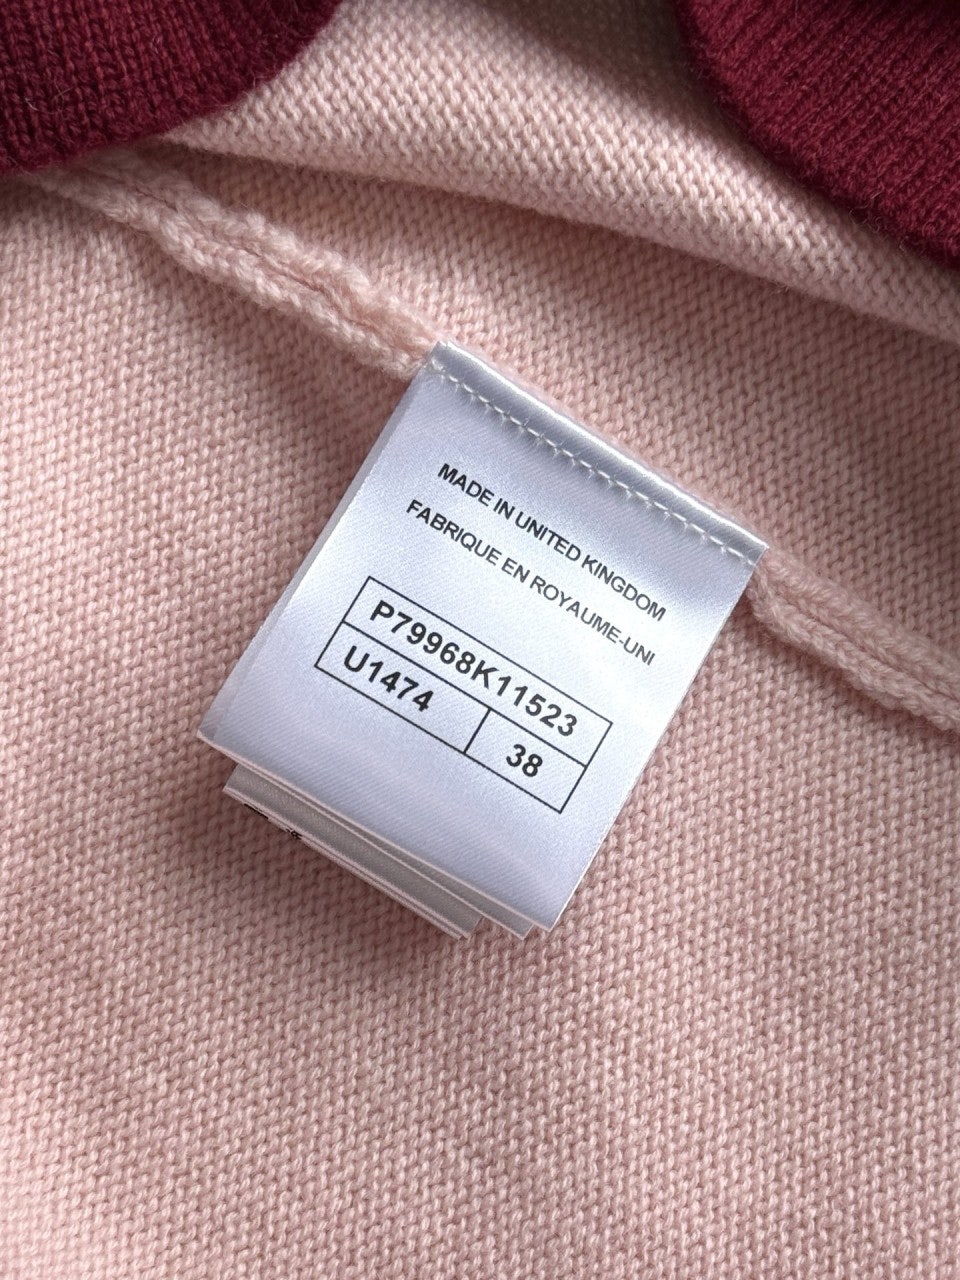 MADE IN UNITED KINGDOM
FABRIQUE EN ROYAUME-UNI
P79968K11523
U1474 38